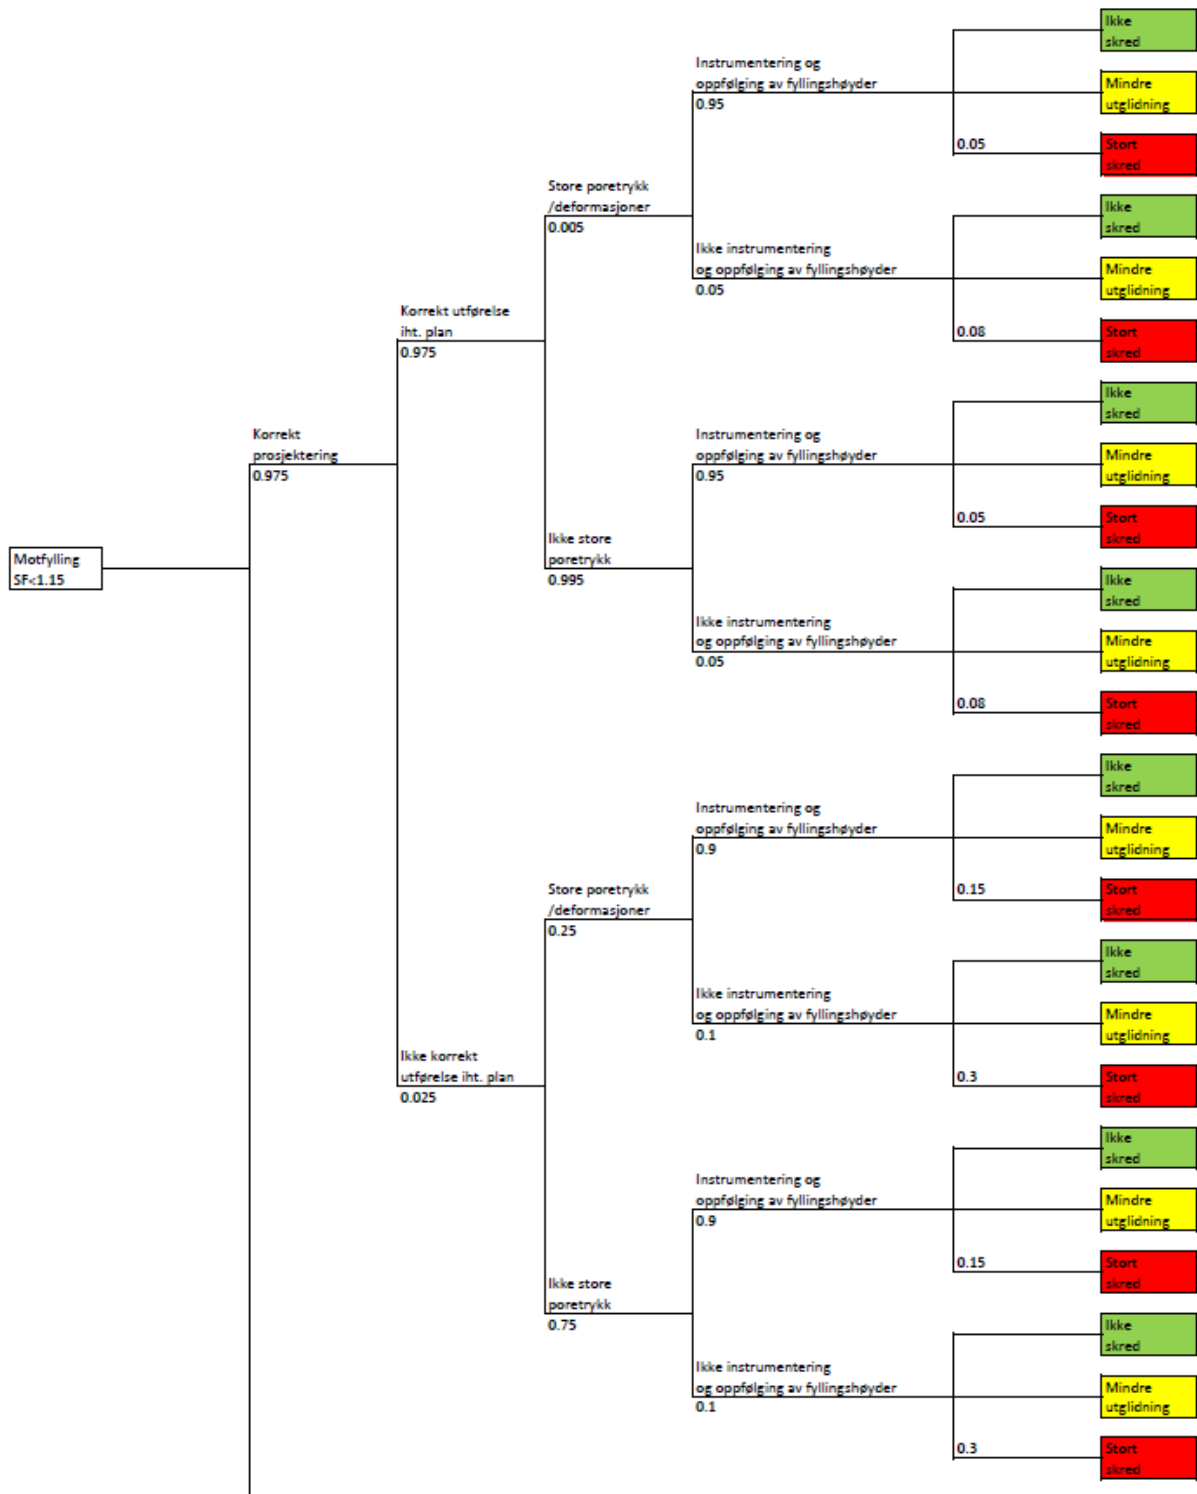 Ikke
skred
Instrumentering og
oppfølging av fyllingshøyder
0.95
Mindre
utglidning
0.05
Stort
skred
Store poretrykk
/deformasjoner
0.005
Ikke
skred
Ikke instrumentering
og oppfølging av fyllingshøyder
0.05
Mindre
utglidning
0.08
Stort
skred
Korrekt utførelse
iht. plan
0.975
Ikke
skred
Korrekt
prosjektering
0.975
Instrumentering og
oppfølging av fyllingshøyder
0.95
Mindre
utglidning
0.05
Stort
skred
Motfylling
SF<1.15
Ikke store
poretrykk
0.995
Ikke
skred
Ikke instrumentering
og oppfølging av fyllingshøyder
0.05
Mindre
utglidning
0.08
Stort
skred
Ikke
skred
Instrumentering og
oppfølging av fyllingshøyder
0.9
Mindre
utglidning
0.15
Stort
skred
Store poretrykk
/deformasjoner
0.25
Ikke
skred
Ikke instrumentering
og oppfølging av fyllingshøyder
0.1
Mindre
utglidning
0.3
Stort
skred
Ikke korrekt
utførelse iht. plan
0.025
Ikke
skred
Instrumentering og
oppfølging av fyllingshøyder
0.9
Mindre
utglidning
0.15
Stort
skred
Ikke store
poretrykk
0.75
Ikke
skred
Ikke instrumentering
og oppfølging av fyllingshøyder
0.1
Mindre
utglidning
0.3
Stort
skred